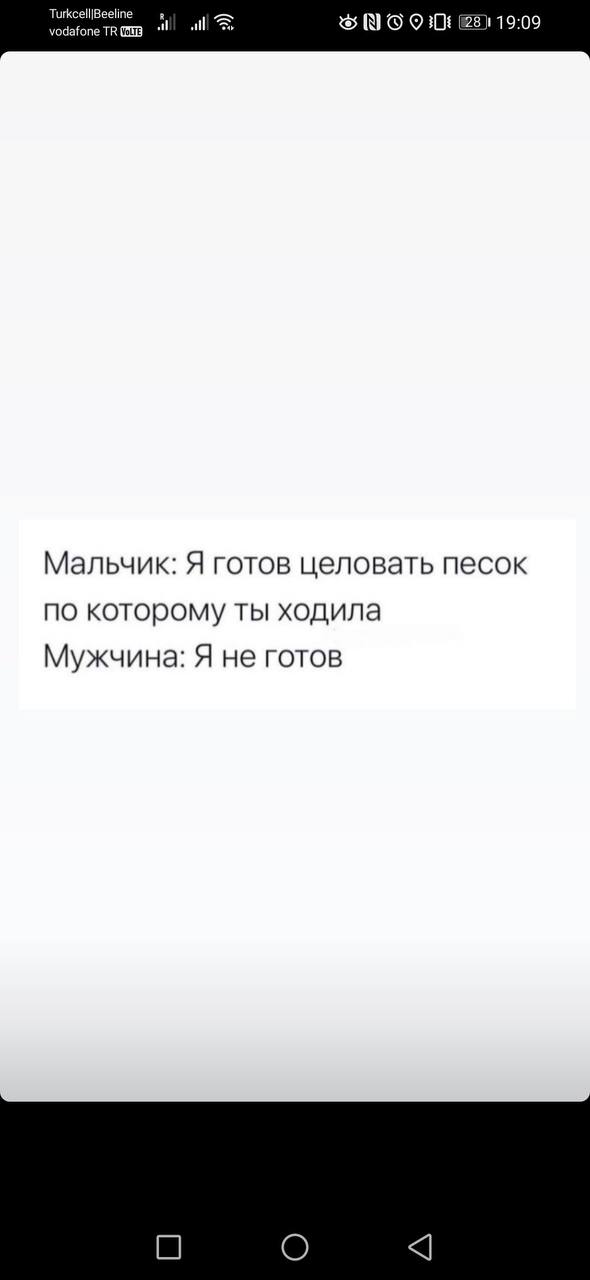 Turkcell|Beeline
vodafone TR VoLTE
R
28 19:09
Мальчик: Я готов целовать песок
по которому ты ходила
Мужчина: Я не готов